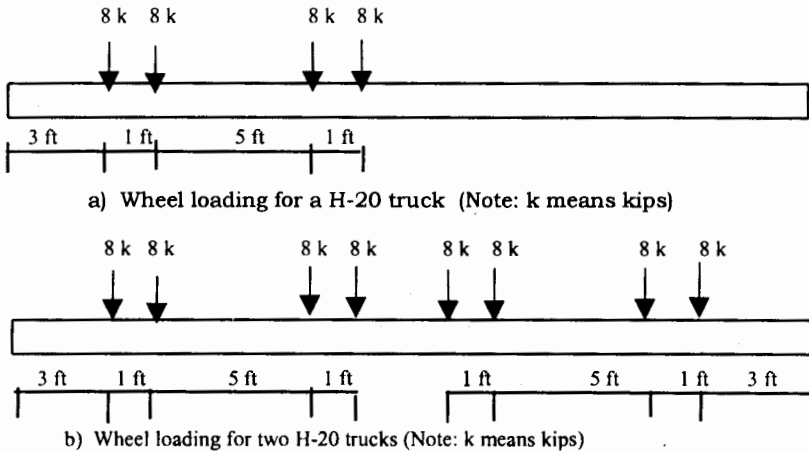 8 k 8 k 8 k 8 k
3 ft 1 ft 5 ft 1 ft
a) Wheel loading for a H-20 truck (Note: k means kips)
8 k 8 k 8 k 8 k 8 k 8 k 8 k 8 k
3 ft 1 ft 5 ft 1 ft 1 ft 5 ft 1 ft 3 ft
b) Wheel loading for two H-20 trucks (Note: k means kips)